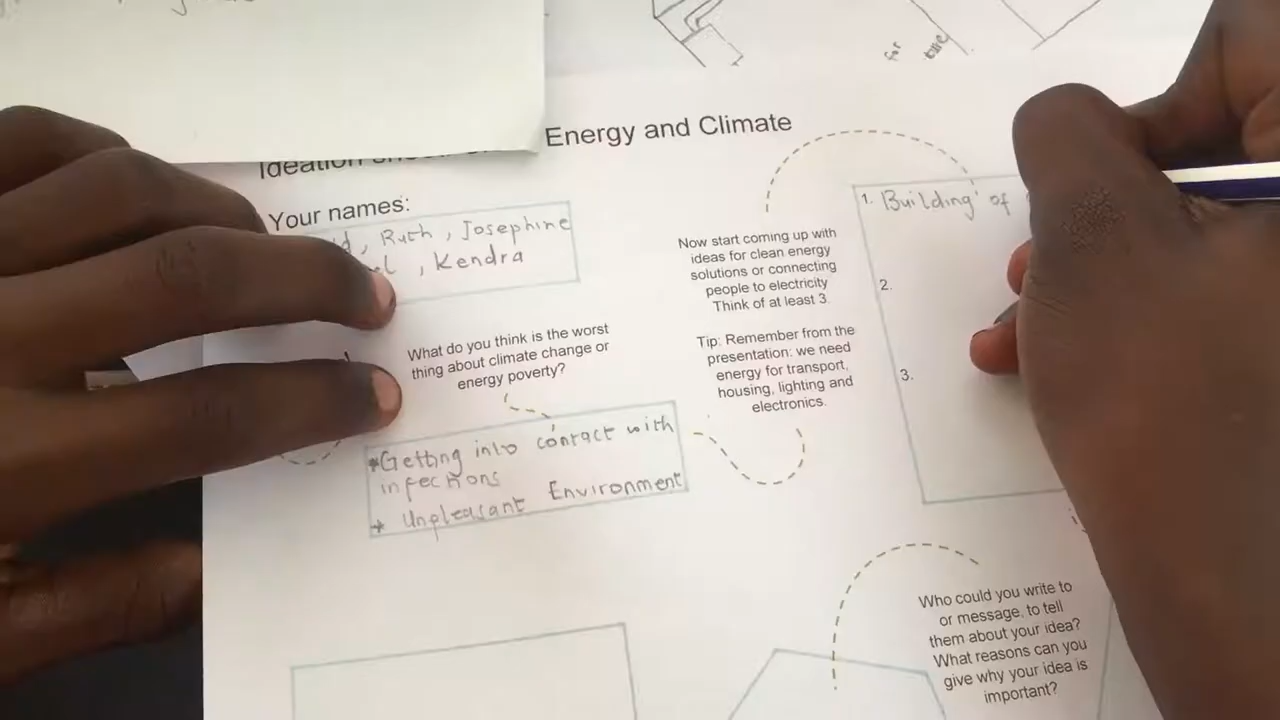 for
time
Energy and Climate
Ideation
Your names:
, Ruth , Josephine
, Kendra
What do you think is the worst
thing about climate change or
energy poverty?
*Getting into contact with
infections
* Unpleasant Environment
Now start coming up with
ideas for clean energy
solutions or connecting
people to electricity
Think of at least 3.
Tip: Remember from the
presentation: we need
energy for transport,
housing, lighting and
electronics.
1. Building of
2.
3.
Who could you write to
or message, to tell
them about your idea?
What reasons can you
give why your idea is
important?